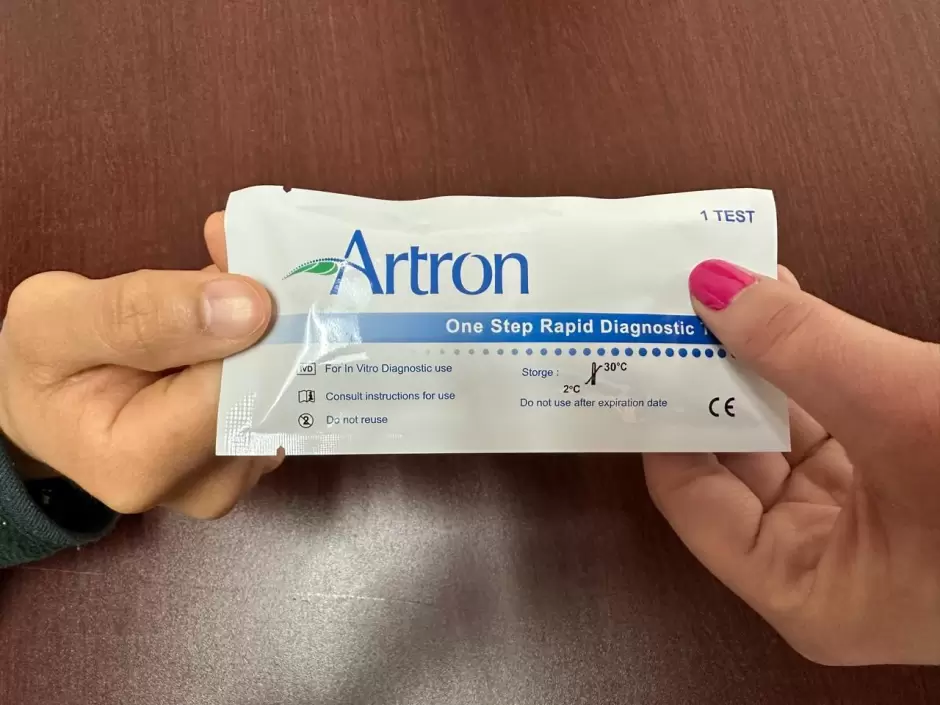 1 TEST
Artron
One Step Rapid Diagnostic
IVD For In Vitro Diagnostic use
Consult instructions for use
2 Do not reuse
Storge : 2°C 30°C
Do not use after expiration date
CE